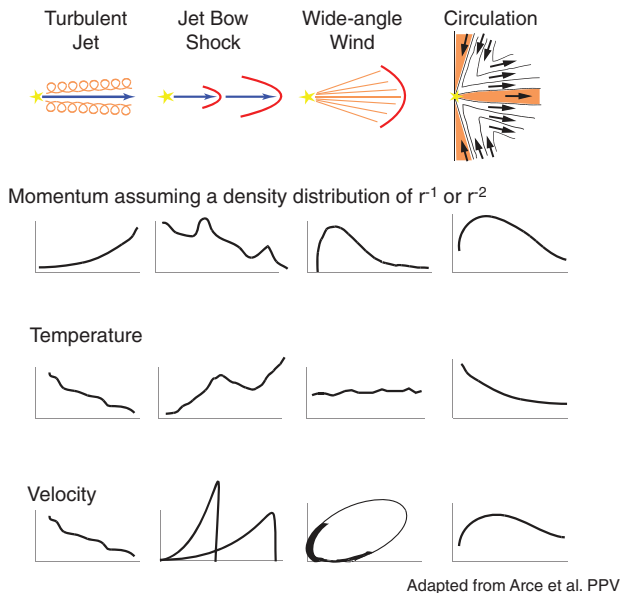 Turbulent Jet
Jet Bow Shock
Wide-angle Wind
Circulation
Momentum assuming a density distribution of r⁻¹ or r⁻²
Temperature
Velocity
Adapted from Arce et al. PPV